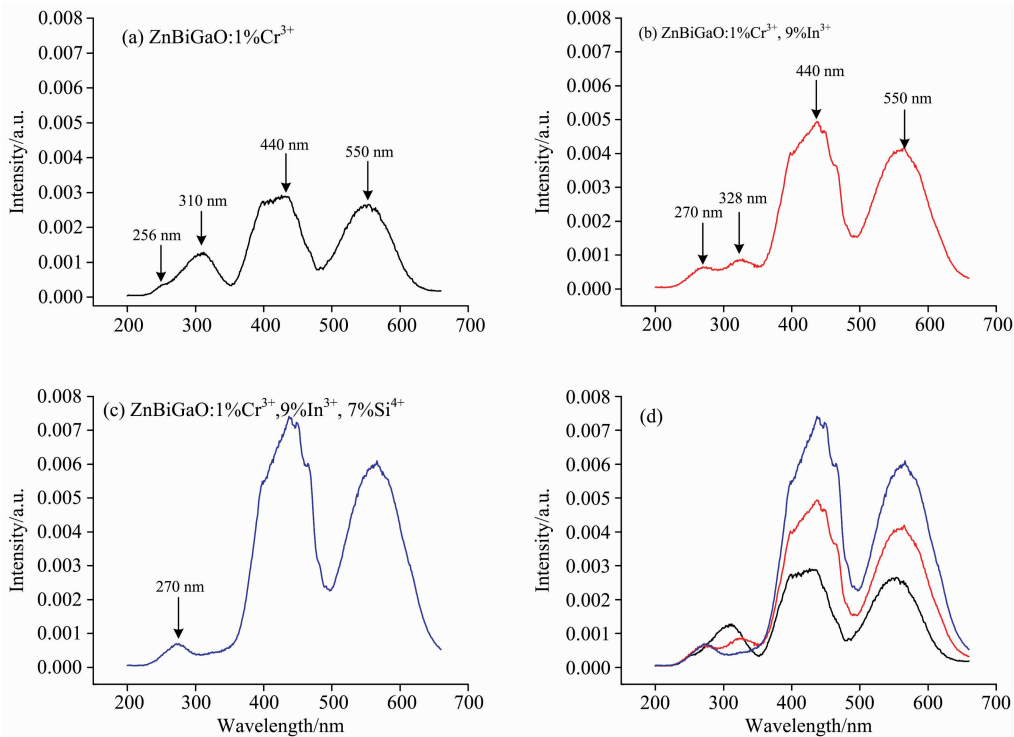 0.008
0.007
0.006
0.005
0.004
0.003
0.002
0.001
0.000
Intensity/a.u.
(a) ZnBiGaO:1%Cr³⁺
256 nm
310 nm
440 nm
550 nm
200 300 400 500 600 700
0.008
0.007
0.006
0.005
0.004
0.003
0.002
0.001
0.000
Intensity/a.u.
(b) ZnBiGaO:1%Cr³⁺, 9%In³⁺
270 nm
328 nm
440 nm
550 nm
200 300 400 500 600 700
0.008
0.007
0.006
0.005
0.004
0.003
0.002
0.001
0.000
Intensity/a.u.
(c) ZnBiGaO:1%Cr³⁺,9%In³⁺, 7%Si⁴⁺
270 nm
200 300 400 500 600 700
Wavelength/nm
0.008
0.007
0.006
0.005
0.004
0.003
0.002
0.001
0.000
Intensity/a.u.
(d)
200 300 400 500 600 700
Wavelength/nm